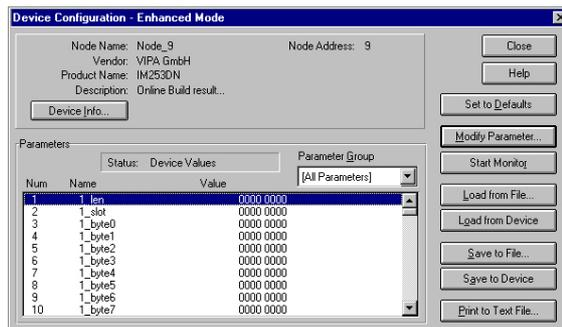 Device Configuration - Enhanced Mode
Node Name: Node_9 Node Address: 9
Vendor: VIPA GmbH
Product Name: IM253DN
Description: Online Build result...
Device Info...
Close
Help
Set to Defaults
Modify Parameter...
Start Monitor
Load from File...
Load from Device
Save to File...
Save to Device
Print to Text File...
Parameters
Status: Device Values
Parameter Group
[All Parameters]
Num Name Value
1 1_len 0000 0000
2 1_slot 0000 0000
3 1_byte0 0000 0000
4 1_byte1 0000 0000
5 1_byte2 0000 0000
6 1_byte3 0000 0000
7 1_byte4 0000 0000
8 1_byte5 0000 0000
9 1_byte6 0000 0000
10 1_byte7 0000 0000